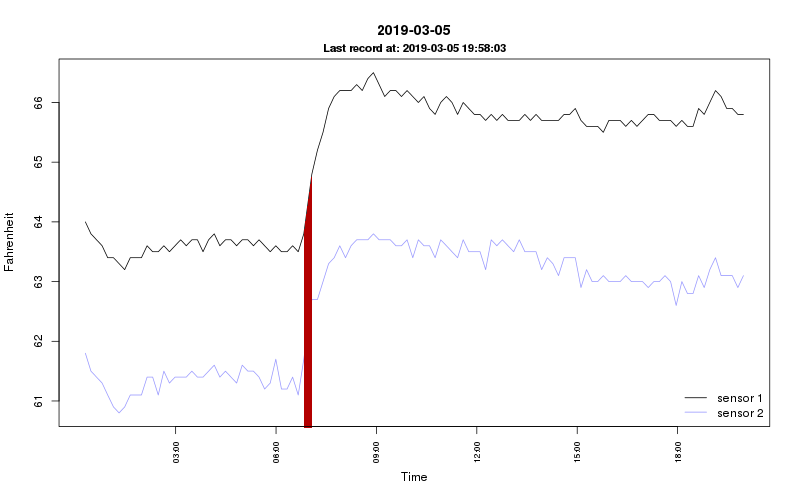 2019-03-05
Last record at: 2019-03-05 19:58:03
Fahrenheit
66
65
64
63
62
61
sensor 1
sensor 2
03:00 06:00 09:00 12:00 15:00 18:00
Time